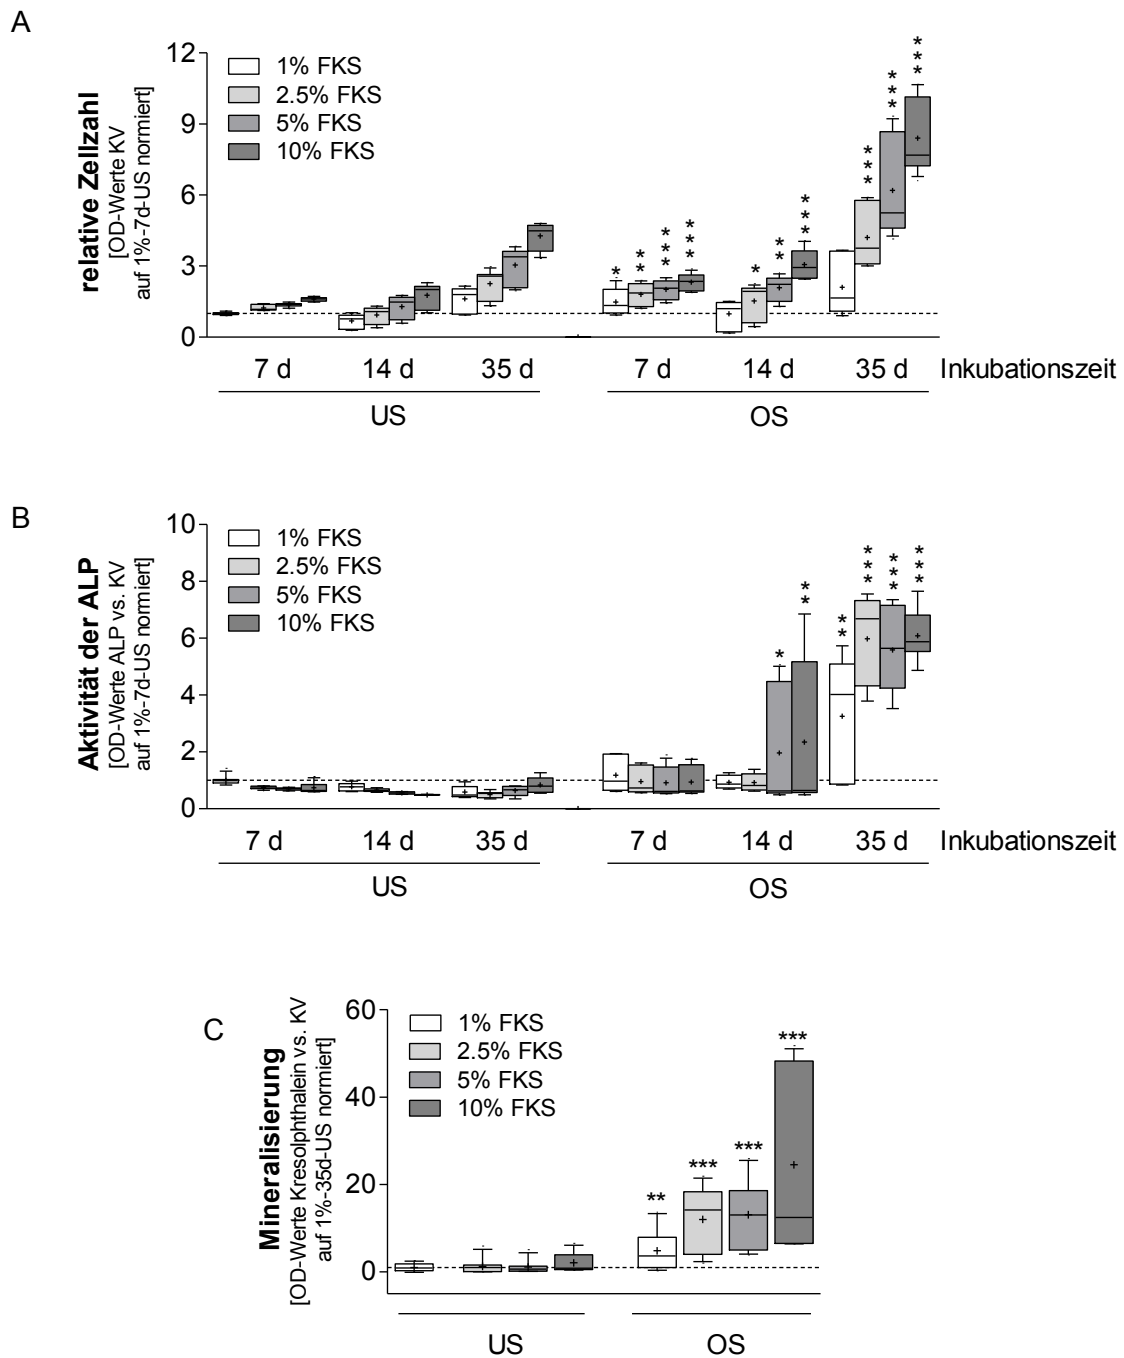 A
relative Zellzahl
[OD-Werte KV
auf 1%-7d-US normiert]
12
9
6
3
0
1% FKS
2.5% FKS
5% FKS
10% FKS
* ** *** *** * ** *** *** *** ***
7 d 14 d 35 d 7 d 14 d 35 d Inkubationszeit
US OS
B
Aktivität der ALP
[OD-Werte ALP vs. KV
auf 1%-7d-US normiert]
10
8
6
4
2
0
1% FKS
2.5% FKS
5% FKS
10% FKS
* ** ** *** *** ***
7 d 14 d 35 d 7 d 14 d 35 d Inkubationszeit
US OS
C
Mineralisierung
[OD-Werte Kresolphthalein vs. KV
auf 1%-35d-US normiert]
60
40
20
0
1% FKS
2.5% FKS
5% FKS
10% FKS
** *** *** ***
US OS